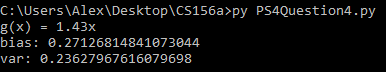 C:\Users\Alex\Desktop\CS156a>py PS4Question4.py
g(x) = 1.43x
bias: 0.27126814841073044
var: 0.23627967616079698